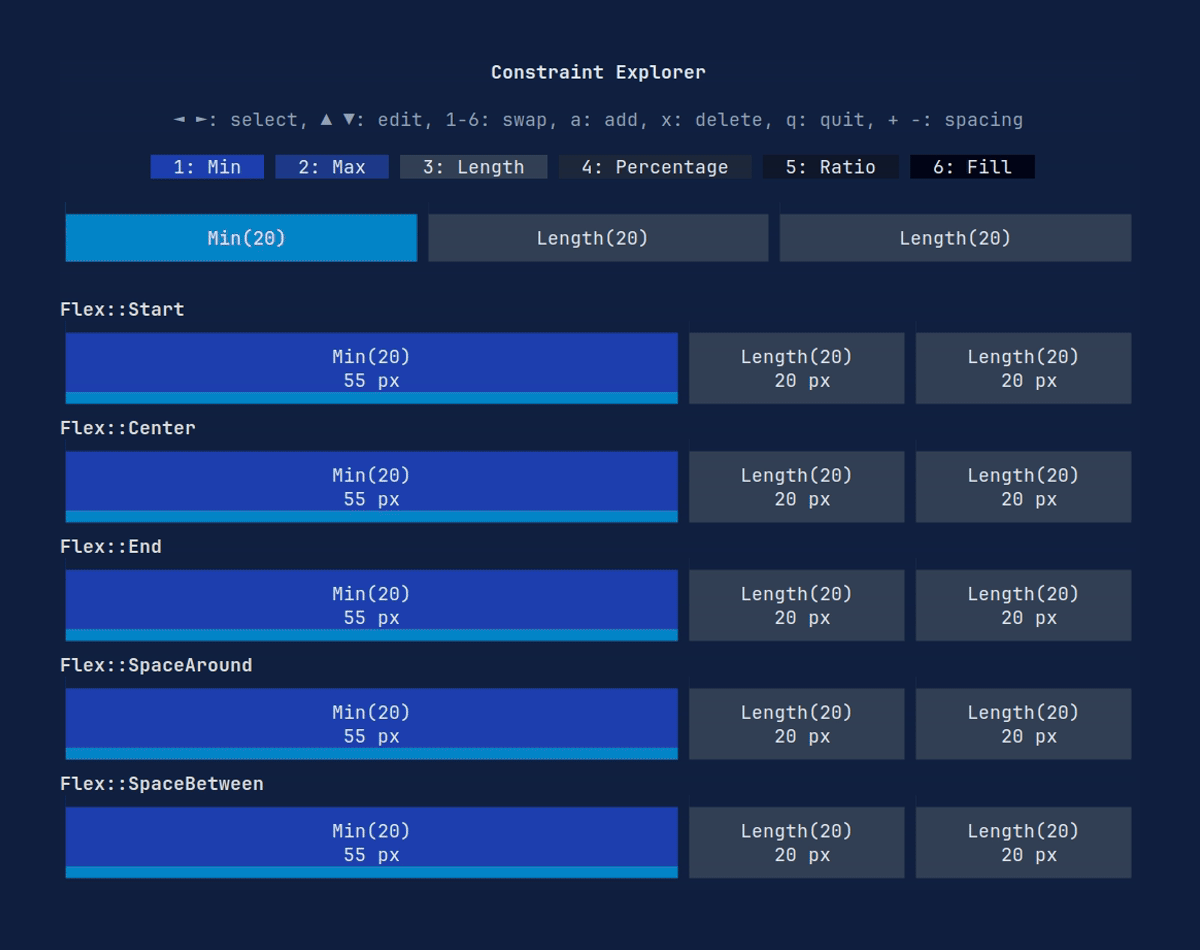 Constraint Explorer
◄ ►: select, ▲ ▼: edit, 1-6: swap, a: add, x: delete, q: quit, + -: spacing
1: Min 2: Max 3: Length 4: Percentage 5: Ratio 6: Fill
Min(20) Length(20) Length(20)
Flex::Start
Min(20) Length(20) Length(20)
55 px 20 px 20 px
Flex::Center
Min(20) Length(20) Length(20)
55 px 20 px 20 px
Flex::End
Min(20) Length(20) Length(20)
55 px 20 px 20 px
Flex::SpaceAround
Min(20) Length(20) Length(20)
55 px 20 px 20 px
Flex::SpaceBetween
Min(20) Length(20) Length(20)
55 px 20 px 20 px